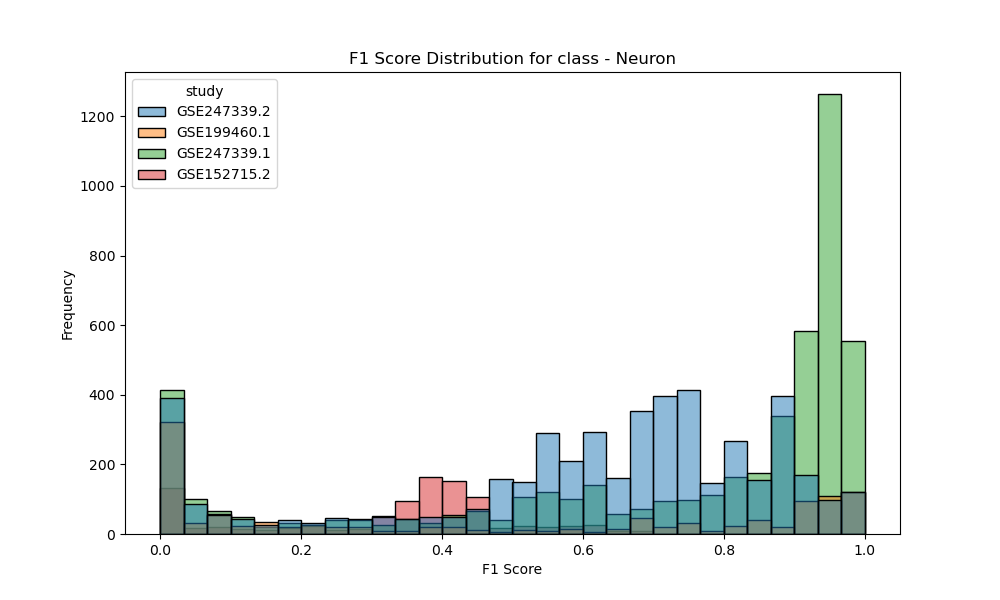 F1 Score Distribution for class - Neuron
study
GSE247339.2
GSE199460.1
GSE247339.1
GSE152715.2
Frequency
1200
1000
800
600
400
200
0
0.0 0.2 0.4 0.6 0.8 1.0
F1 Score